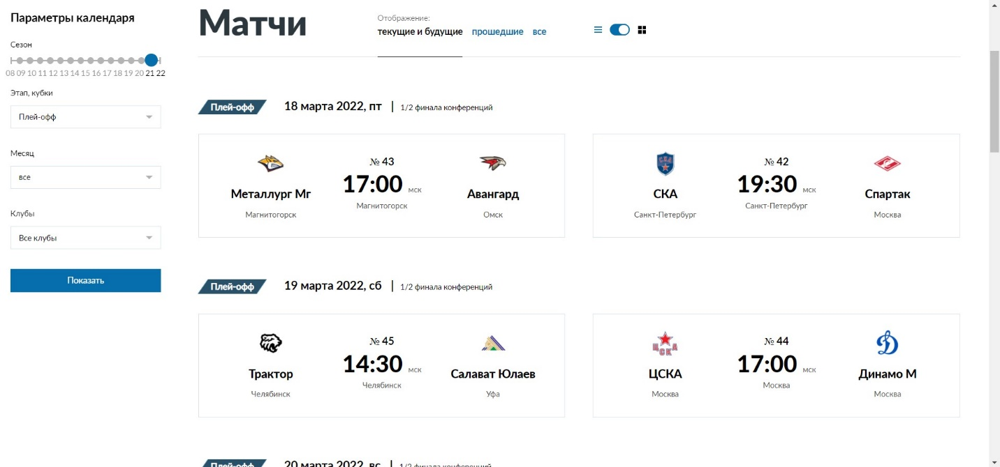 Параметры календаря
Сезон
08 09 10 11 12 13 14 15 16 17 18 19 20 21 22
Этап, кубки
Плей-офф
Месяц
все
Клубы
Все клубы
Показать
Матчи
Отображение:
текущие и будущие прошедшие все
Плей-офф 18 марта 2022, пт | 1/2 финала конференций
№ 43
17:00 мск
Магнитогорск
Металлург Мг
Магнитогорск
Авангард
Омск
№ 42
19:30 мск
Санкт-Петербург
СКА
Санкт-Петербург
Спартак
Москва
Плей-офф 19 марта 2022, сб | 1/2 финала конференций
№ 45
14:30 мск
Челябинск
Трактор
Челябинск
Салават Юлаев
Уфа
№ 44
17:00 мск
Москва
ЦСКА
Москва
Динамо М
Москва
Плей-офф 20 марта 2022, вс | 1/2 финала конференций